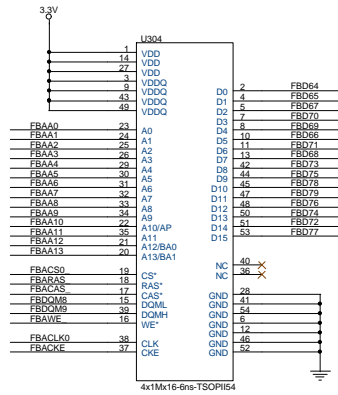 3.3V
U304
1 VDD
14 VDD
27 VDD
3 VDDQ
9 VDDQ D0 2 FBD64
43 VDDQ D1 4 FBD65
49 VDDQ D2 5 FBD67
D3 7 FBD70
FBAA0 23 A0 D4 8 FBD69
FBAA1 24 A1 D5 10 FBD66
FBAA2 25 A2 D6 11 FBD71
FBAA3 26 A3 D7 13 FBD68
FBAA4 29 A4 D8 42 FBD73
FBAA5 30 A5 D9 44 FBD75
FBAA6 31 A6 D10 45 FBD78
FBAA7 32 A7 D11 47 FBD79
FBAA8 33 A8 D12 48 FBD76
FBAA9 34 A9 D13 50 FBD74
FBAA10 22 A10/AP D14 51 FBD72
FBAA11 35 A11 D15 53 FBD77
FBAA12 21 A12/BA0
FBAA13 20 A13/BA1
NC 40
FBACS0_ 19 CS* NC 36
FBARAS_ 18 RAS*
FBACAS_ 17 CAS* GND 28
FBDQM8 15 DQML GND 41
FBDQM9 39 DQMH GND 54
FBAWE_ 16 WE* GND 6
GND 12
FBACLK0 38 CLK GND 46
FBACKE 37 CKE GND 52
4x1Mx16-6ns-TSOPII54